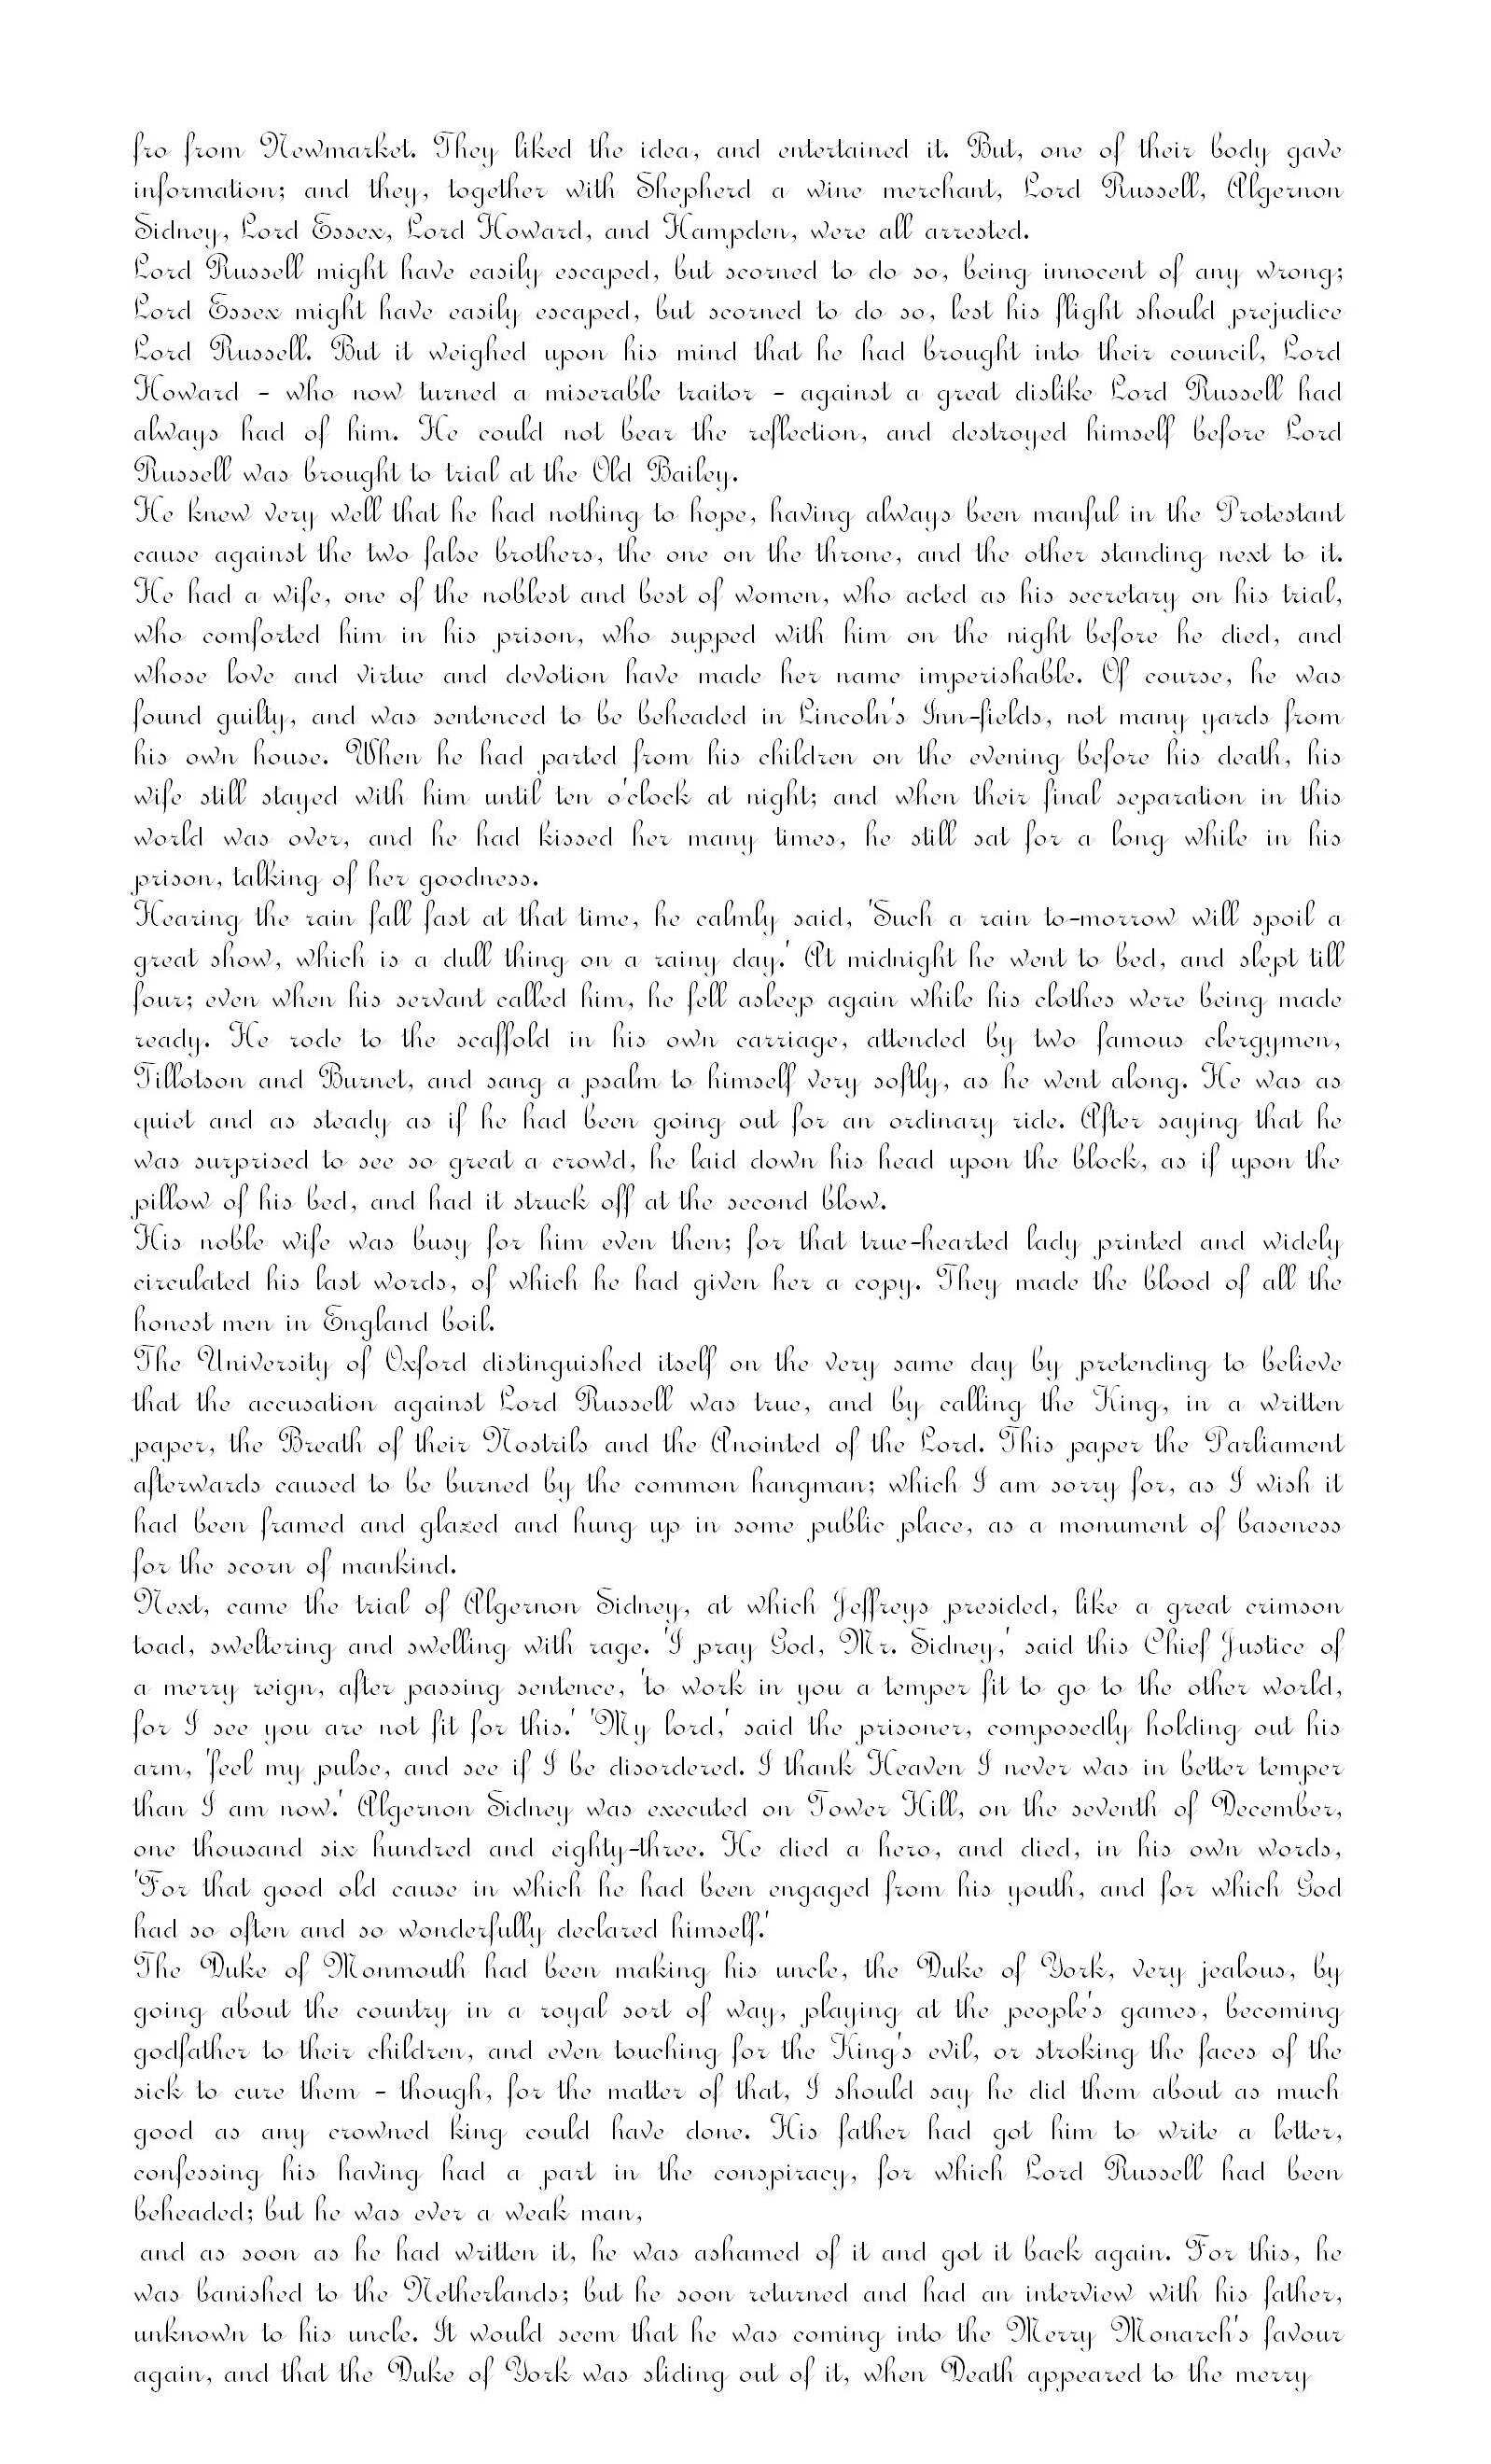 fro from Newmarket. They liked the idea, and entertained it. But, one of their body gave
information; and they, together with Shepherd a wine merchant, Lord Russell, Algernon
Sidney, Lord Essex, Lord Howard, and Hampden, were all arrested.
Lord Russell might have easily escaped, but scorned to do so, being innocent of any wrong;
Lord Essex might have easily escaped, but scorned to do so, lest his flight should prejudice
Lord Russell. But it weighed upon his mind that he had brought into their council, Lord
Howard - who now turned a miserable traitor - against a great dislike Lord Russell had
always had of him. He could not bear the reflection, and destroyed himself before Lord
Russell was brought to trial at the Old Bailey.
He knew very well that he had nothing to hope, having always been manful in the Protestant
cause against the two false brothers, the one on the throne, and the other standing next to it.
He had a wife, one of the noblest and best of women, who acted as his secretary on his trial,
who comforted him in his prison, who supped with him on the night before he died, and
whose love and virtue and devotion have made her name imperishable. Of course, he was
found guilty, and was sentenced to be beheaded in Lincoln's Inn-fields, not many yards from
his own house. When he had parted from his children on the evening before his death, his
wife still stayed with him until ten o'clock at night; and when their final separation in this
world was over, and he had kissed her many times, he still sat for a long while in his
prison, talking of her goodness.
Hearing the rain fall fast at that time, he calmly said, 'Such a rain to-morrow will spoil a
great show, which is a dull thing on a rainy day.' At midnight he went to bed, and slept till
four; even when his servant called him, he fell asleep again while his clothes were being made
ready. He rode to the scaffold in his own carriage, attended by two famous clergymen,
Tillotson and Burnet, and sang a psalm to himself very softly, as he went along. He was as
quiet and as steady as if he had been going out for an ordinary ride. After saying that he
was surprised to see so great a crowd, he laid down his head upon the block, as if upon the
pillow of his bed, and had it struck off at the second blow.
His noble wife was busy for him even then; for that true-hearted lady printed and widely
circulated his last words, of which he had given her a copy. They made the blood of all the
honest men in England boil.
The University of Oxford distinguished itself on the very same day by pretending to believe
that the accusation against Lord Russell was true, and by calling the King, in a written
paper, the Breath of their Nostrils and the Anointed of the Lord. This paper the Parliament
afterwards caused to be burned by the common hangman; which I am sorry for, as I wish it
had been framed and glazed and hung up in some public place, as a monument of baseness
for the scorn of mankind.
Next, came the trial of Algernon Sidney, at which Jeffreys presided, like a great crimson
toad, sweltering and swelling with rage. 'I pray God, Mr. Sidney,' said this Chief Justice of
a merry reign, after passing sentence, 'to work in you a temper fit to go to the other world,
for I see you are not fit for this.' 'My lord,' said the prisoner, composedly holding out his
arm, 'feel my pulse, and see if I be disordered. I thank Heaven I never was in better temper
than I am now.' Algernon Sidney was executed on Tower Hill, on the seventh of December,
one thousand six hundred and eighty-three. He died a hero, and died, in his own words,
'For that good old cause in which he had been engaged from his youth, and for which God
had so often and so wonderfully declared himself.'
The Duke of Monmouth had been making his uncle, the Duke of York, very jealous, by
going about the country in a royal sort of way, playing at the people's games, becoming
godfather to their children, and even touching for the King's evil, or stroking the faces of the
sick to cure them - though, for the matter of that, I should say he did them about as much
good as any crowned king could have done. His father had got him to write a letter,
confessing his having had a part in the conspiracy, for which Lord Russell had been
beheaded; but he was ever a weak man,
and as soon as he had written it, he was ashamed of it and got it back again. For this, he
was banished to the Netherlands; but he soon returned and had an interview with his father,
unknown to his uncle. It would seem that he was coming into the Merry Monarch's favour
again, and that the Duke of York was sliding out of it, when Death appeared to the merry